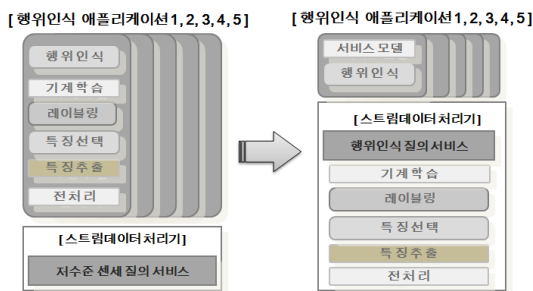 [행위인식 애플리케이션1, 2, 3, 4, 5]
행위인식
기계학습
레이블링
특징선택
특징추출
전처리
[스트림데이터처리기]
저수준 센세 질의 서비스
[행위인식 애플리케이션1, 2, 3, 4, 5]
서비스 모델
행위인식
[스트림데이터 처리기]
행위인식 질의 서비스
기계학습
레이블링
특징선택
특징추출
전처리